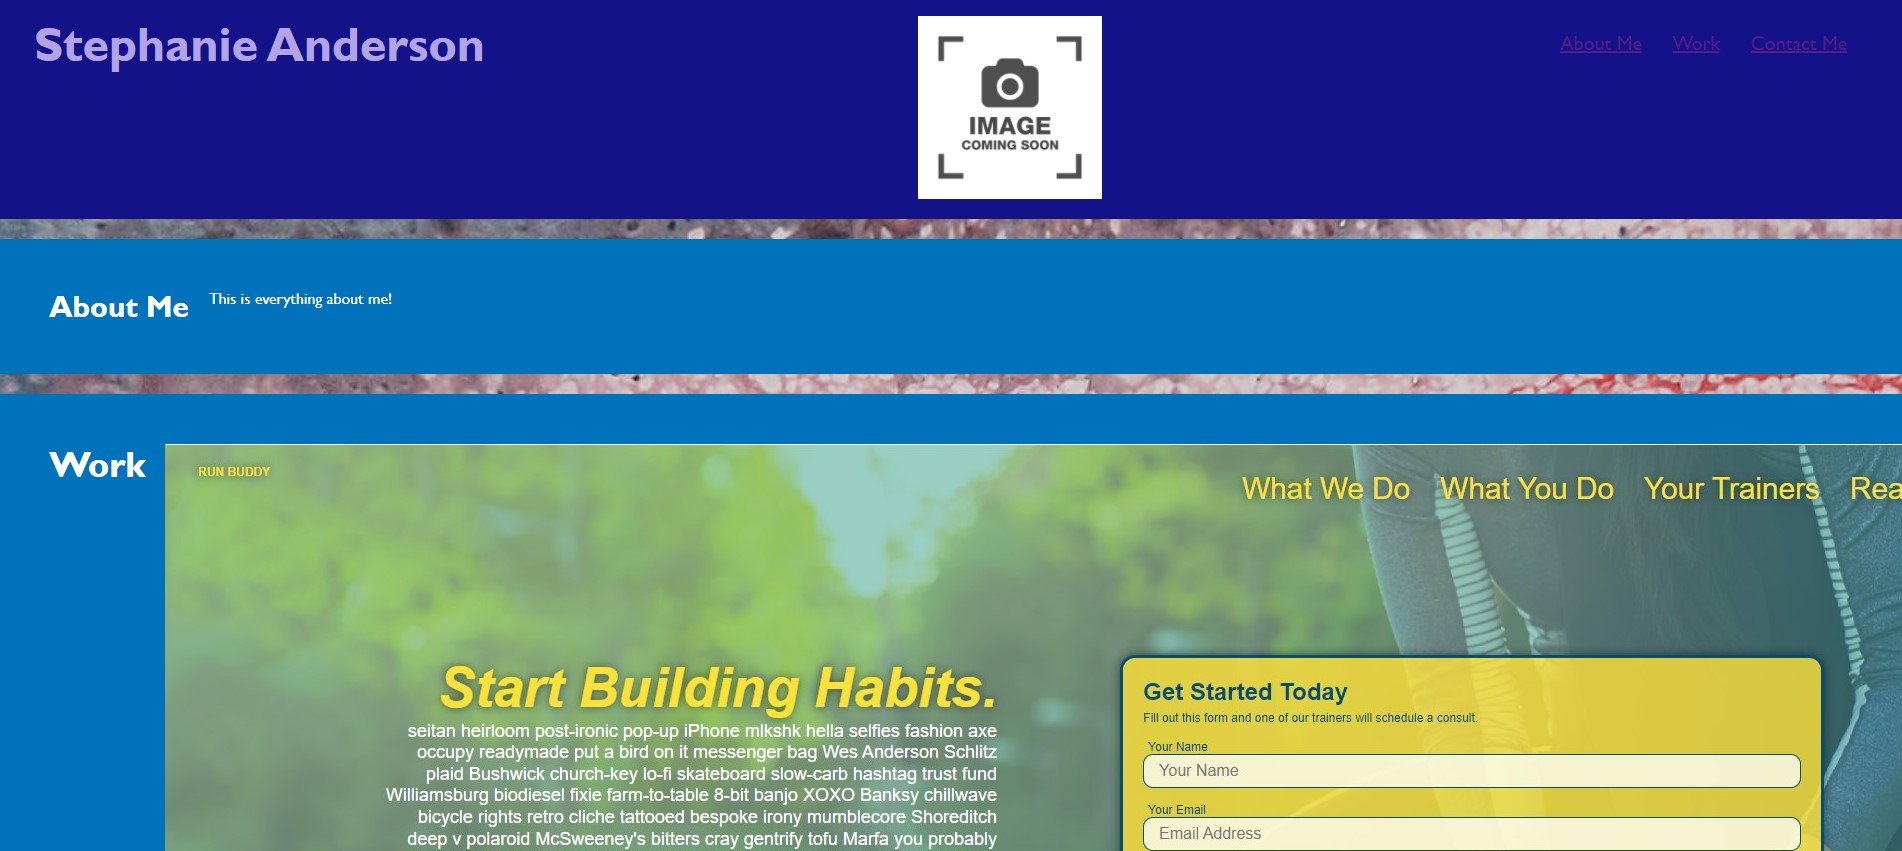 Stephanie Anderson
IMAGE
COMING SOON
About Me Work Contact Me
About Me
This is everything about me!
Work
RUN BUDDY
What We Do What You Do Your Trainers
Start Building Habits.
seitan heirloom post-ironic pop-up iPhone mlkshk hella selfies fashion axe
occupy readymade put a bird on it messenger bag Wes Anderson Schlitz
plaid Bushwick church-key lo-fi skateboard slow-carb hashtag trust fund
Williamsburg biodiesel fixie farm-to-table 8-bit banjo XOXO Banksy chillwave
bicycle rights retro cliche tattooed bespoke irony mumblecore Shoreditch
deep v polaroid McSweeney's bitters cray gentrify tofu Marfa you probably
Get Started Today
Fill out this form and one of our trainers will schedule a consult.
Your Name
Your Name
Your Email
Email Address